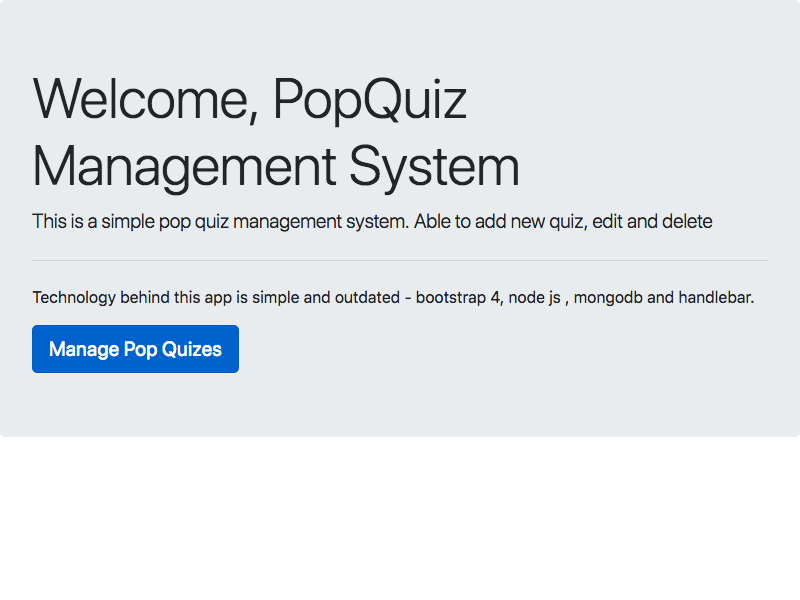 Welcome, PopQuiz
Management System
This is a simple pop quiz management system. Able to add new quiz, edit and delete
Technology behind this app is simple and outdated - bootstrap 4, node js , mongodb and handlebar.
Manage Pop Quizes